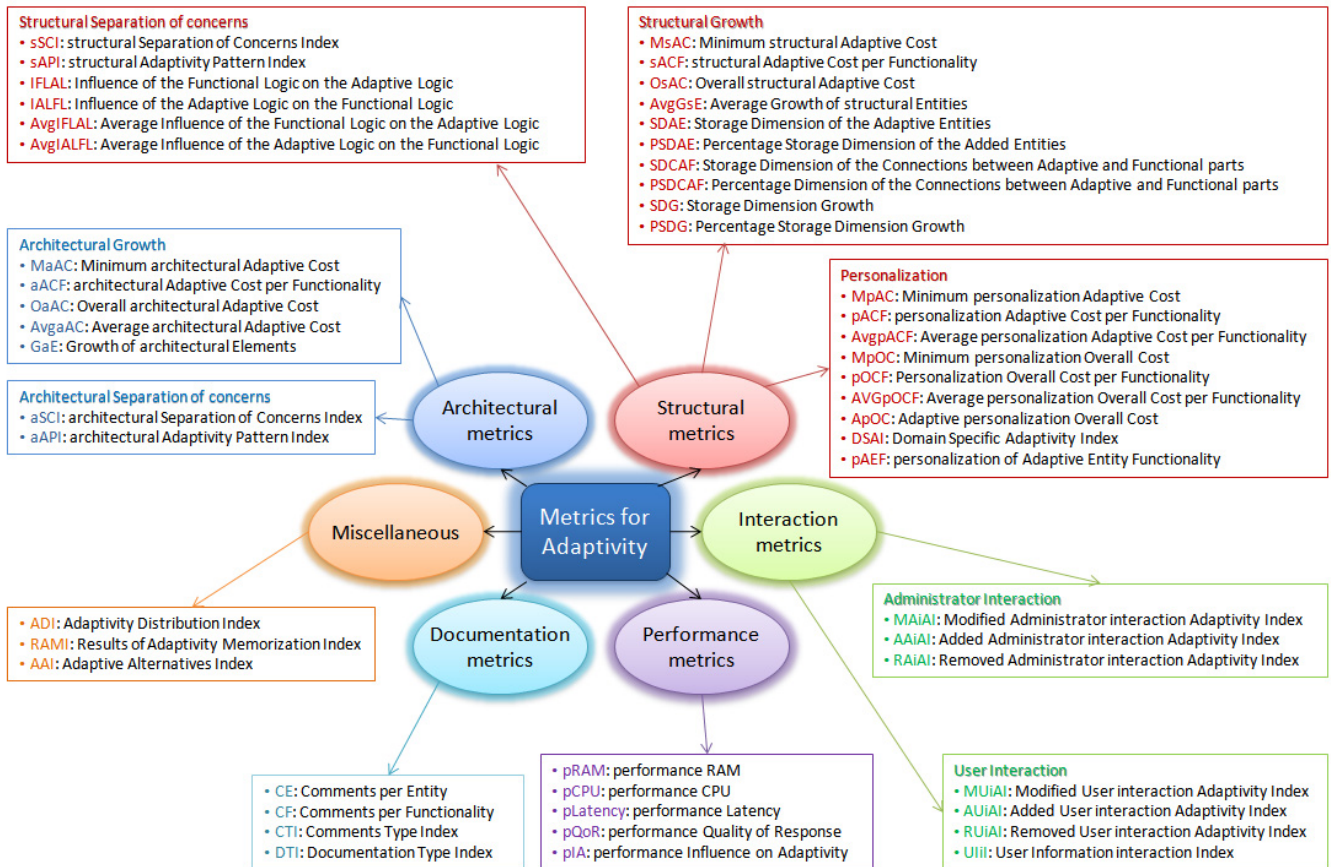 Structural Separation of concerns
• sSCI: structural Separation of Concerns Index
• sAPI: structural Adaptivity Pattern Index
• IFLAL: Influence of the Functional Logic on the Adaptive Logic
• IALFL: Influence of the Adaptive Logic on the Functional Logic
• AvgIFLAL: Average Influence of the Functional Logic on the Adaptive Logic
• AvgIALFL: Average Influence of the Adaptive Logic on the Functional Logic
Structural Growth
• MsAC: Minimum structural Adaptive Cost
• sACF: structural Adaptive Cost per Functionality
• OsAC: Overall structural Adaptive Cost
• AvgGsE: Average Growth of structural Entities
• SDAE: Storage Dimension of the Adaptive Entities
• PSDAE: Percentage Storage Dimension of the Added Entities
• SDCAF: Storage Dimension of the Connections between Adaptive and Functional parts
• PSDCAF: Percentage Dimension of the Connections between Adaptive and Functional parts
• SDG: Storage Dimension Growth
• PSDG: Percentage Storage Dimension Growth
Architectural Growth
• MaAC: Minimum architectural Adaptive Cost
• aACF: architectural Adaptive Cost per Functionality
• OaAC: Overall architectural Adaptive Cost
• AvgaAC: Average architectural Adaptive Cost
• GaE: Growth of architectural Elements
Personalization
• MpAC: Minimum personalization Adaptive Cost
• pACF: personalization Adaptive Cost per Functionality
• AvgpACF: Average personalization Adaptive Cost per Functionality
• MpOC: Minimum personalization Overall Cost
• pOCF: Personalization Overall Cost per Functionality
• AVGpOCF: Average personalization Overall Cost per Functionality
• ApOC: Adaptive personalization Overall Cost
• DSAI: Domain Specific Adaptivity Index
• pAEF: personalization of Adaptive Entity Functionality
Architectural Separation of concerns
• aSCI: architectural Separation of Concerns Index
• aAPI: architectural Adaptivity Pattern Index
Architectural
metrics
Structural
metrics
Miscellaneous
Metrics for
Adaptivity
Interaction
metrics
Documentation
metrics
Performance
metrics
• ADI: Adaptivity Distribution Index
• RAMI: Results of Adaptivity Memorization Index
• AAI: Adaptive Alternatives Index
Administrator Interaction
• MAiAI: Modified Administrator interaction Adaptivity Index
• AAiAI: Added Administrator interaction Adaptivity Index
• RAiAI: Removed Administrator interaction Adaptivity Index
• CE: Comments per Entity
• CF: Comments per Functionality
• CTI: Comments Type Index
• DTI: Documentation Type Index
• pRAM: performance RAM
• pCPU: performance CPU
• pLatency: performance Latency
• pQoR: performance Quality of Response
• pIA: performance Influence on Adaptivity
User Interaction
• MUiAI: Modified User interaction Adaptivity Index
• AUiAI: Added User interaction Adaptivity Index
• RUiAI: Removed User interaction Adaptivity Index
• UIiI: User Information interaction Index